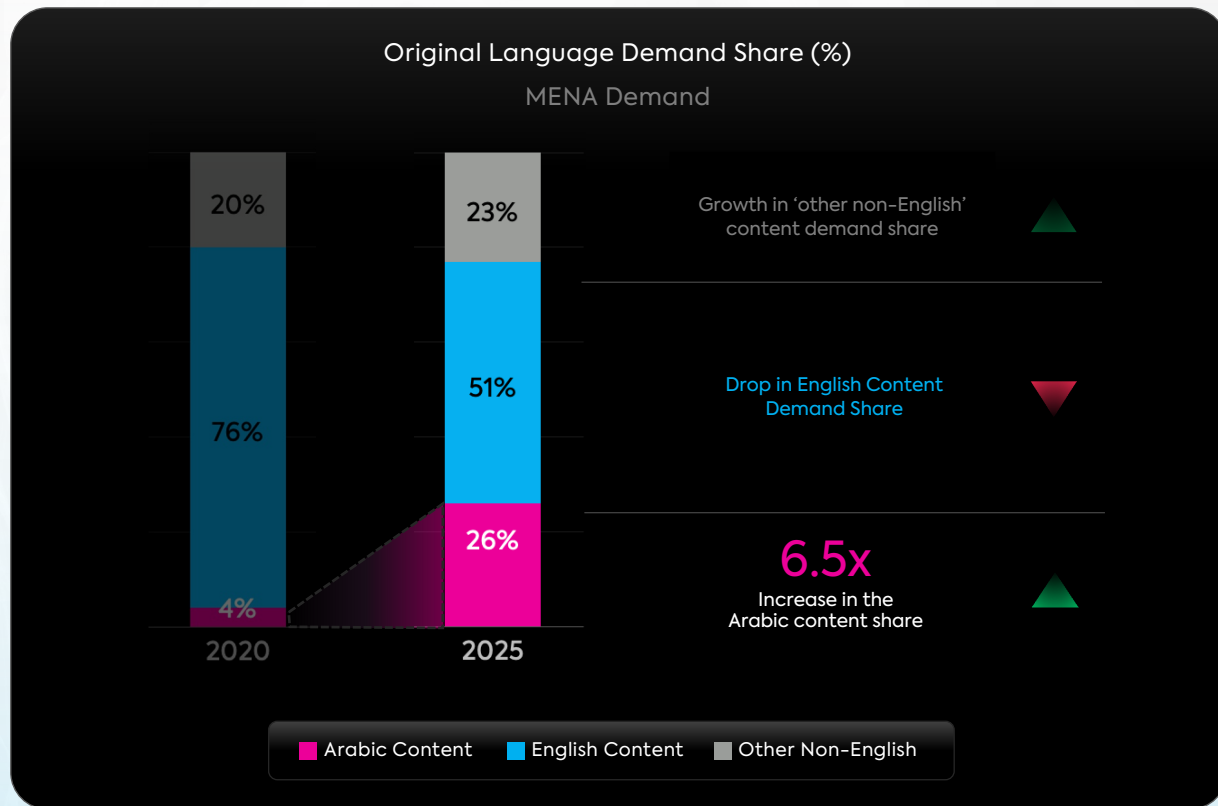 Original Language Demand Share (%)
MENA Demand
20%
76%
4%
2020
23%
51%
26%
2025
Growth in ‘other non-English’
content demand share
Drop in English Content
Demand Share
6.5x
Increase in the
Arabic content share
Arabic Content
English Content
Other Non-English